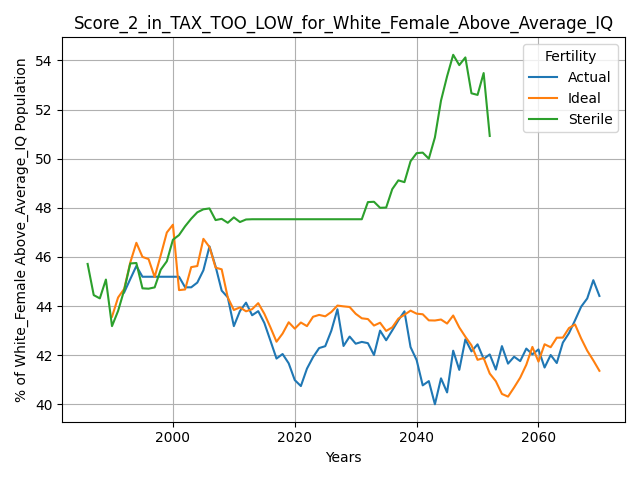 Score_2_in_TAX_TOO_LOW_for_White_Female_Above_Average_IQ
% of White_Female Above_Average_IQ Population
54
52
50
48
46
44
42
40
Fertility
Actual
Ideal
Sterile
2000
2020
2040
2060
Years